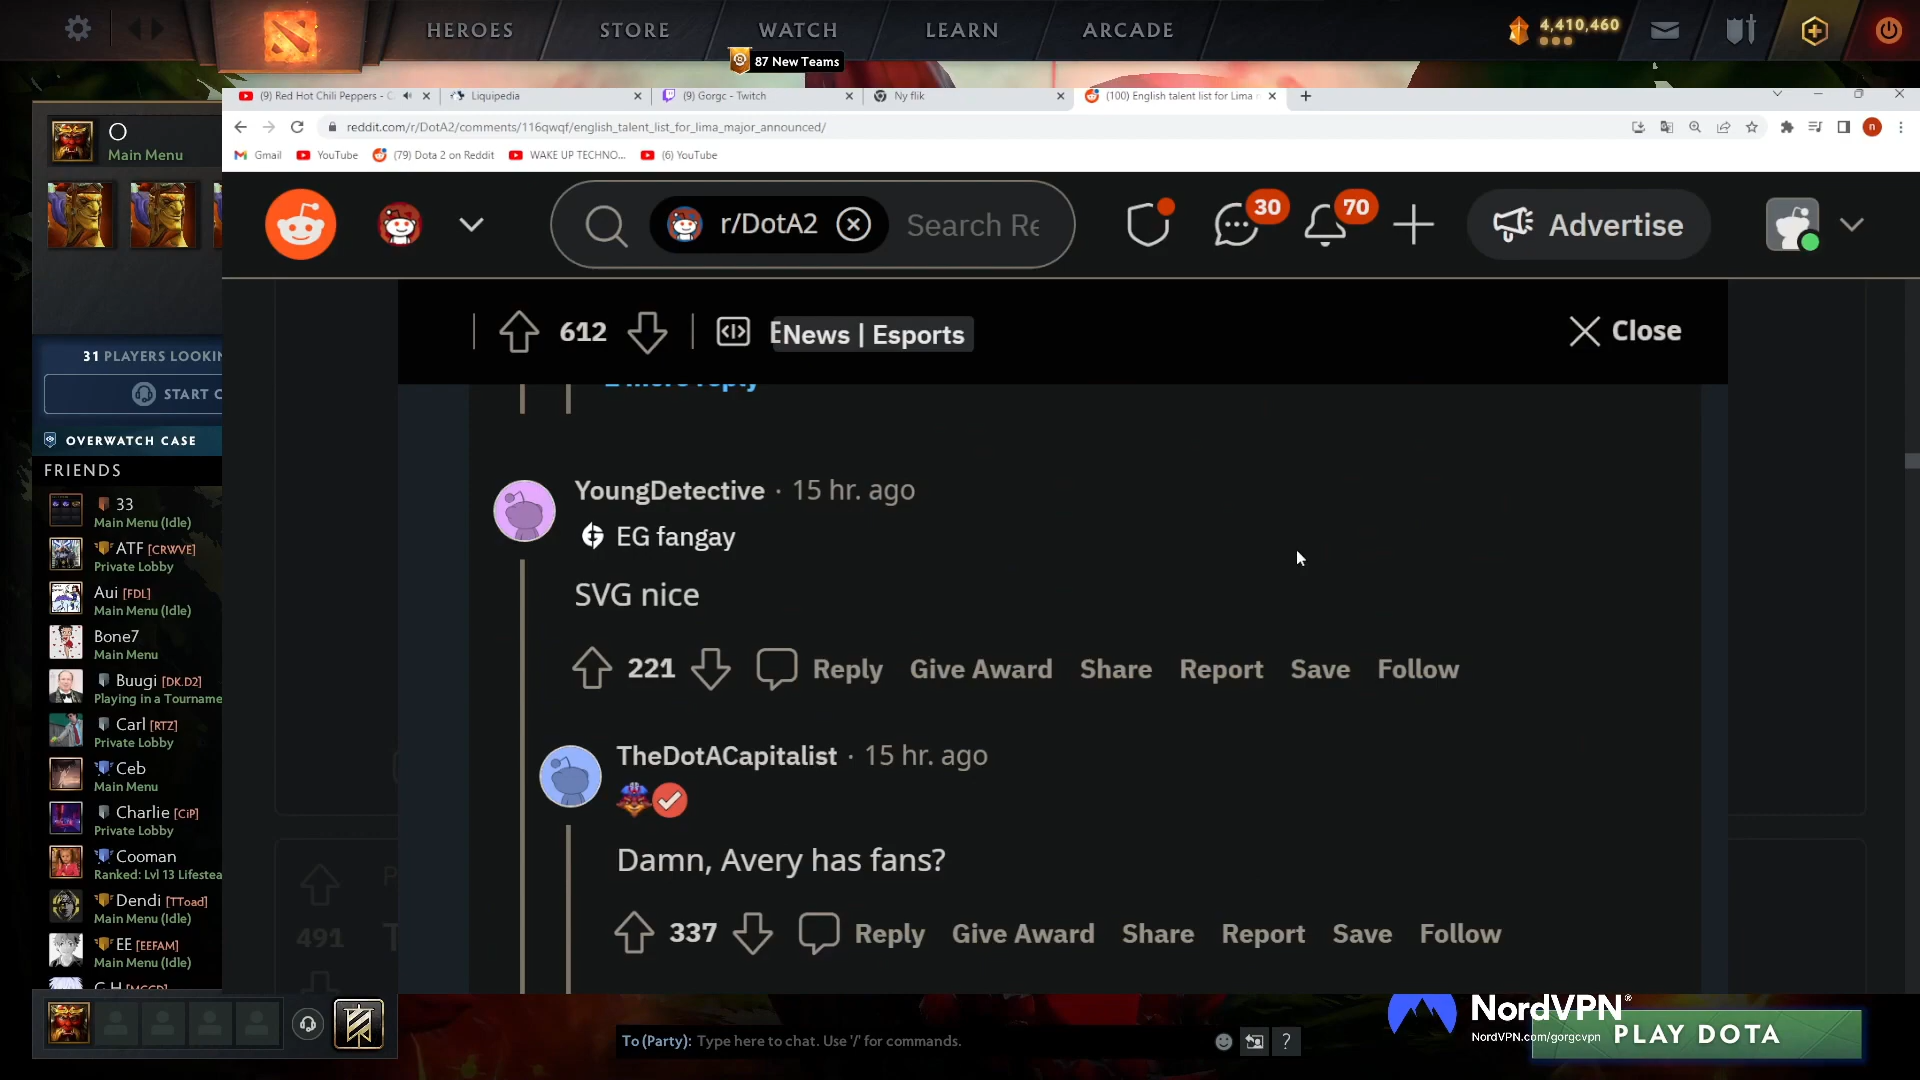 HEROES
STORE
WATCH
LEARN
ARCADE
4,410,460
87 New Teams
(9) Red Hot Chili Peppers - C
Liquipedia
(9) Gorgc - Twitch
Ny flik
(100) English talent list for Lima
reddit.com/r/DotA2/comments/116qwqf/english_talent_list_for_lima_major_announced/
n
Gmail
YouTube
(79) Dota 2 on Reddit
WAKE UP TECHNO...
(6) YouTube
O
Main Menu
r/DotA2
Search Re
30
70
Advertise
612
News | Esports
Close
31 PLAYERS LOOKIN
START C
OVERWATCH CASE
FRIENDS
33
Main Menu (Idle)
ATF [CRWVE]
Private Lobby
Aui [FDL]
Main Menu (Idle)
Bone7
Main Menu
Buugi [DK.D2]
Playing in a Tourname
Carl [RTZ]
Private Lobby
Ceb
Main Menu
Charlie [CiP]
Private Lobby
Cooman
Ranked: Lvl 13 Lifestea
Dendi [TToad]
Main Menu (Idle)
EE [EEFAM]
Main Menu (Idle)
YoungDetective · 15 hr. ago
EG fangay
SVG nice
221
Reply
Give Award
Share
Report
Save
Follow
TheDotACapitalist · 15 hr. ago
Damn, Avery has fans?
337
Reply
Give Award
Share
Report
Save
Follow
491
To (Party): Type here to chat. Use '/' for commands.
?
NordVPN®
NordVPN.com/gorgcvpn
PLAY DOTA